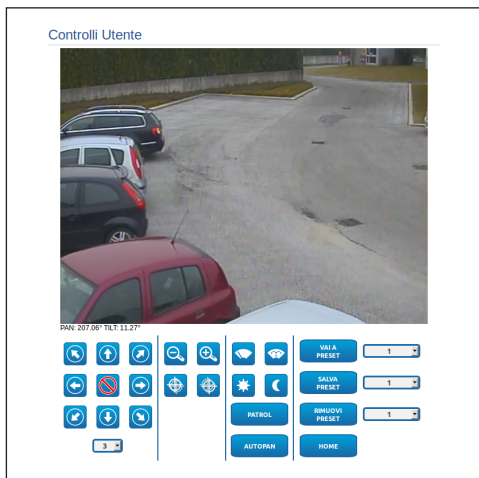 Controlli Utente
PAN: 207.06° TILT: 11.27°
VAI A
PRESET
1
SALVA
PRESET
1
PATROL
RIMUOVI
PRESET
1
3
AUTOPAN
HOME